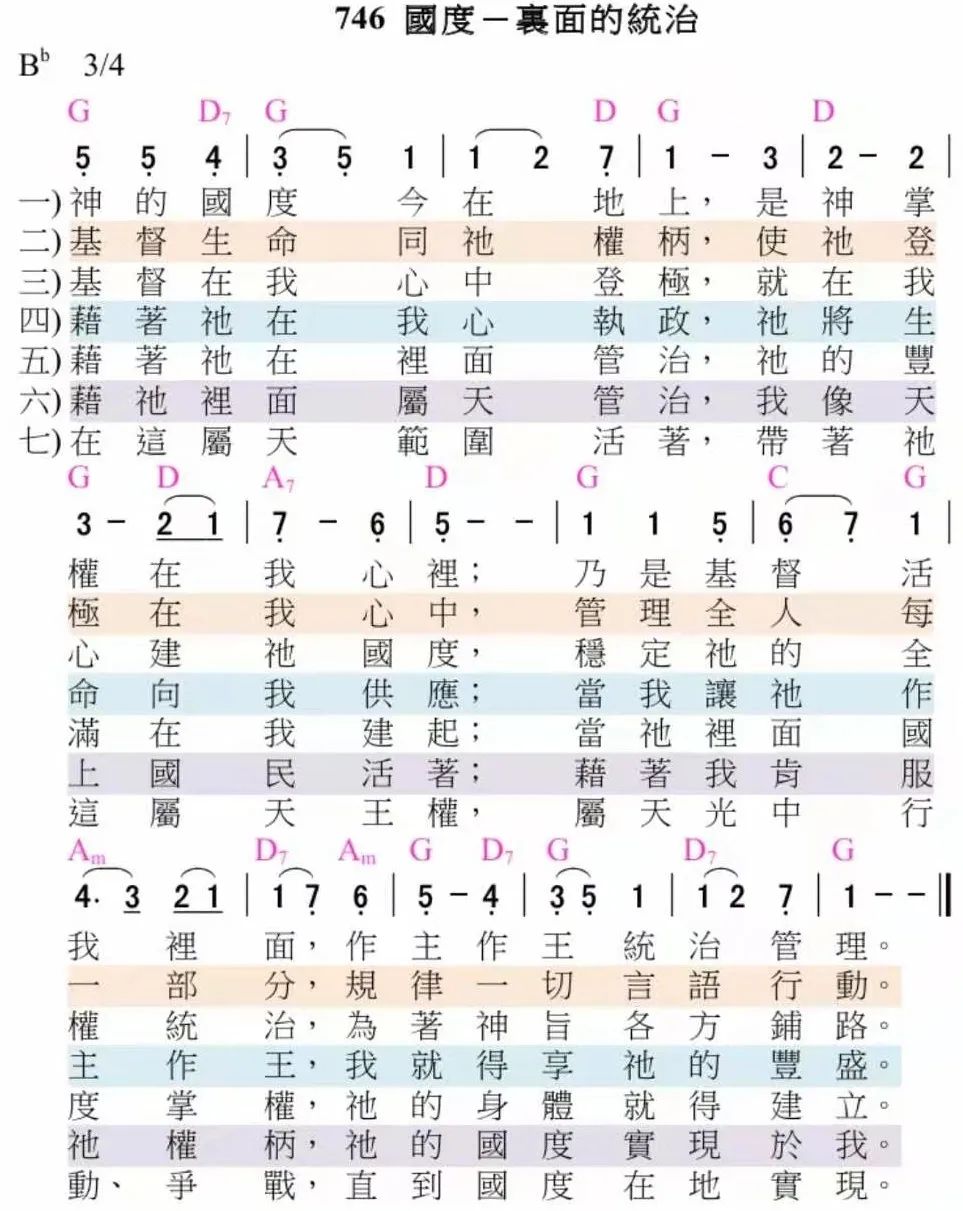 746 國度－裏面的統治
B♭ 3/4
G D7 G D G D
5̣ 5̣ 4̣ | 3̣ 5̣ 1 | 1 2 7̣ | 1 － 3 | 2 － 2 |
一) 神的國度今在地上，是神掌
二) 基督生命同祂權柄，使祂登
三) 基督在我心中登極，就在我
四) 藉著祂在我心執政，祂將生
五) 藉著祂在裡面管治，祂的豐
六) 藉祂裡面屬天管治，我像天
七) 在這屬天範圍活著，帶著祂
G D A7 D G C G
3 － 2 1 | 7̣ － 6̣ | 5̣ － － | 1 1 5̣ | 6̣ 7̣ 1 |
權在我心裡；乃是基督活
極在我心中，管理全人每
心建祂國度，穩定祂的全
命向我供應；當我讓祂作
滿在我建起；當祂裡面國
上國民活著；藉著我肯服
這屬天王權，屬天光中行
Am D7 Am G D7 G D7 G
4· 3 2 1 | 1 7̣ 6̣ | 5̣ － 4̣ | 3̣ 5̣ 1 | 1 2 7̣ | 1 － － ‖
我裡面，作主作王統治管理。
一部分，規律一切言語行動。
權統治，為著神旨各方鋪路。
主作王，我就得享祂的豐盛。
度掌權，祂的身體就得建立。
祂權柄，祂的國度實現於我。
動、爭戰，直到國度在地實現。